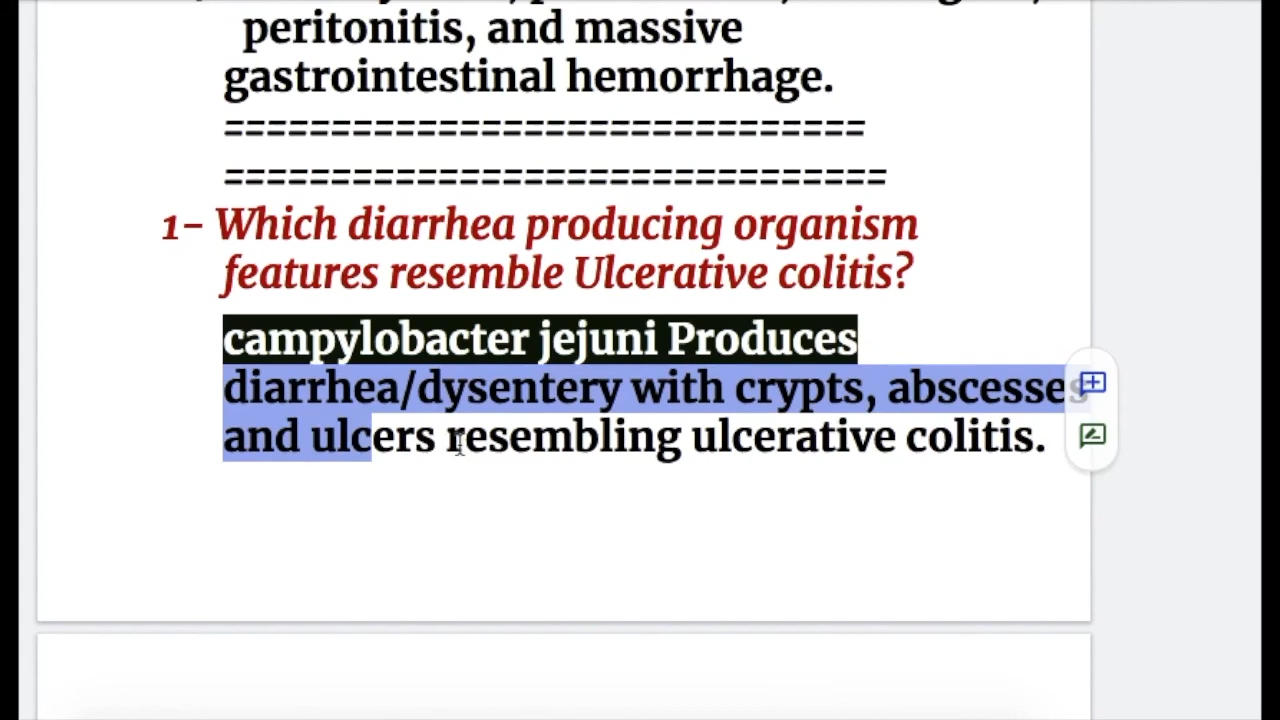 peritonitis, and massive
gastrointestinal hemorrhage.
==============================
===============================
1- Which diarrhea producing organism
features resemble Ulcerative colitis?
campylobacter jejuni Produces
diarrhea/dysentery with crypts, abscesses
and ulcers resembling ulcerative colitis.